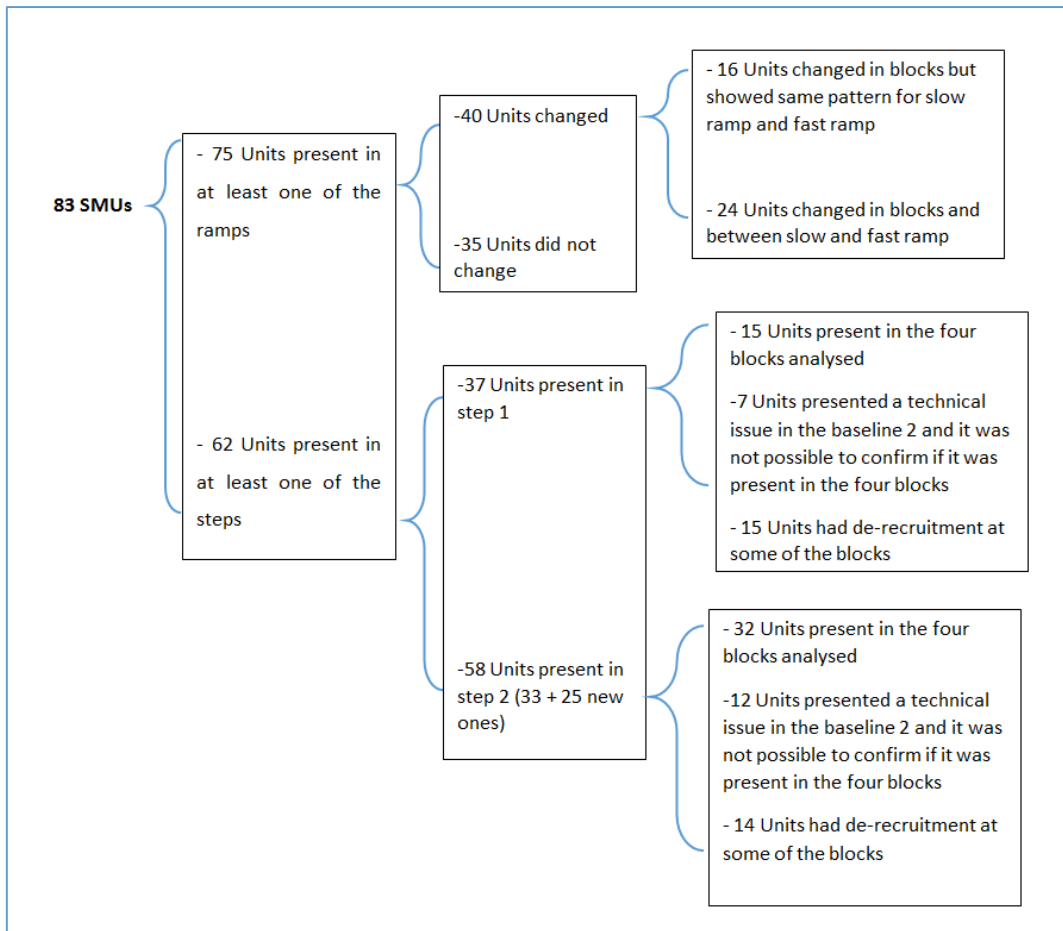 83 SMUs
- 75 Units present in
at least one of the
ramps
- 62 Units present in
at least one of the
steps
-40 Units changed
-35 Units did not
change
- 16 Units changed in blocks but
showed same pattern for slow
ramp and fast ramp
- 24 Units changed in blocks and
between slow and fast ramp
-37 Units present in
step 1
-58 Units present in
step 2 (33 + 25 new
ones)
- 15 Units present in the four
blocks analysed
-7 Units presented a technical
issue in the baseline 2 and it was
not possible to confirm if it was
present in the four blocks
- 15 Units had de-recruitment at
some of the blocks
- 32 Units present in the four
blocks analysed
-12 Units presented a technical
issue in the baseline 2 and it was
not possible to confirm if it was
present in the four blocks
- 14 Units had de-recruitment at
some of the blocks